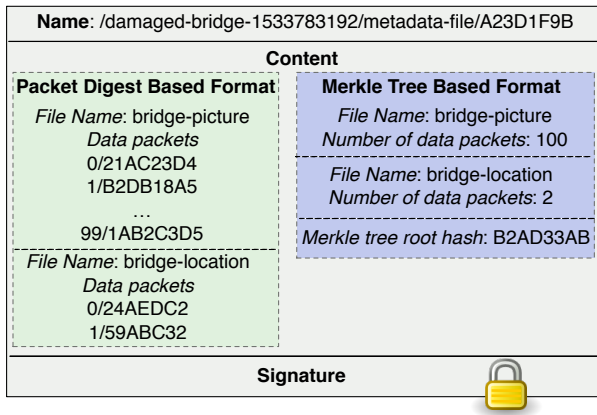 Name: /damaged-bridge-1533783192/metadata-file/A23D1F9B
Content
Packet Digest Based Format
File Name: bridge-picture
Data packets
0/21AC23D4
1/B2DB18A5
...
99/1AB2C3D5
File Name: bridge-location
Data packets
0/24AEDC2
1/59ABC32
Merkle Tree Based Format
File Name: bridge-picture
Number of data packets: 100
File Name: bridge-location
Number of data packets: 2
Merkle tree root hash: B2AD33AB
Signature